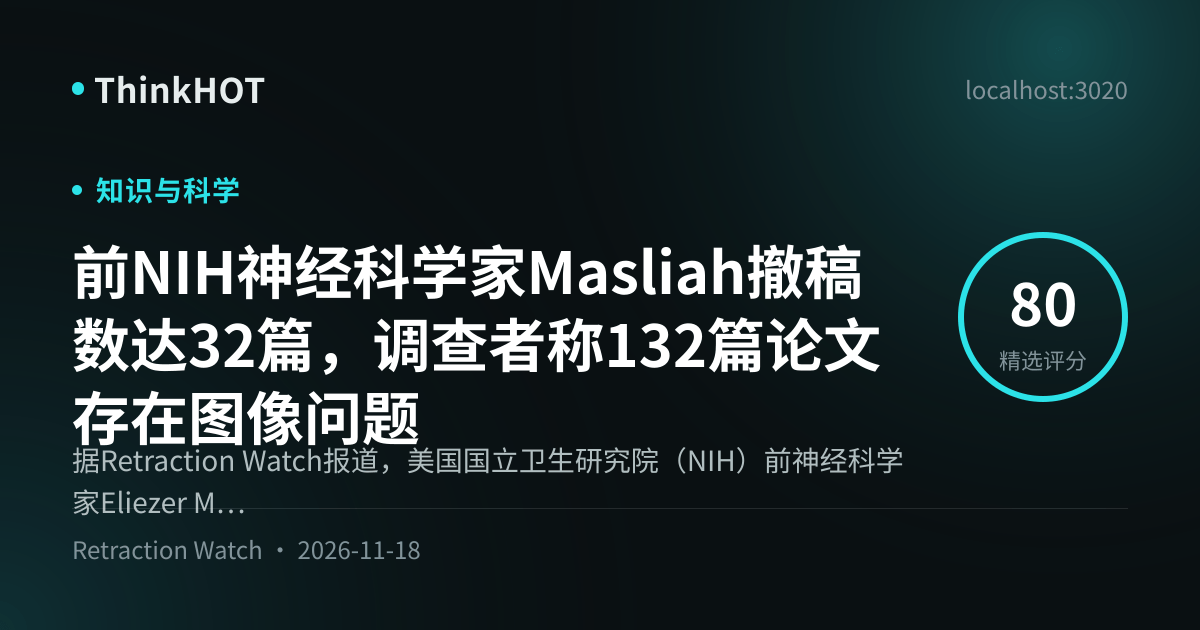 ThinkHOT
localhost:3020
知识与科学
前NIH神经科学家Masliah撤稿
数达32篇，调查者称132篇论文
存在图像问题
80
精选评分
据Retraction Watch报道，美国国立卫生研究院（NIH）前神经科学
家Eliezer M…
Retraction Watch · 2026-11-18